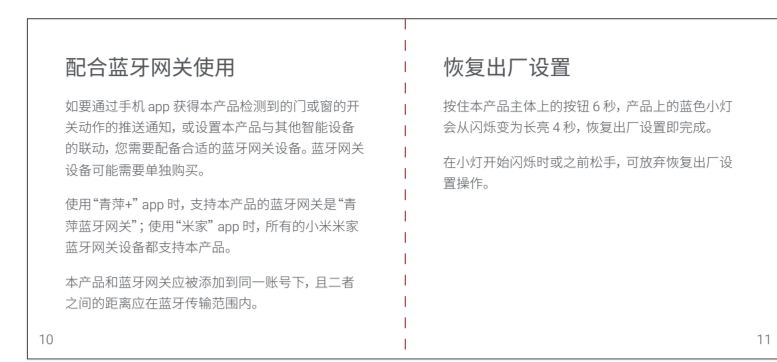 配合蓝牙网关使用
如要通过手机 app 获得本产品检测到的门或窗的开
关动作的推送通知, 或设置本产品与其他智能设备
的联动, 您需要配备合适的蓝牙网关设备。蓝牙网关
设备可能需要单独购买。
使用“青萍+” app 时, 支持本产品的蓝牙网关是“青
萍蓝牙网关”; 使用“米家” app 时, 所有的小米米家
蓝牙网关设备都支持本产品。
本产品和蓝牙网关应被添加到同一账号下, 且二者
之间的距离应在蓝牙传输范围内。
10
恢复出厂设置
按住本产品主体上的按钮 6 秒, 产品上的蓝色小灯
会从闪烁变为长亮 4 秒, 恢复出厂设置即完成。
在小灯开始闪烁时或之前松手, 可放弃恢复出厂设
置操作。
11